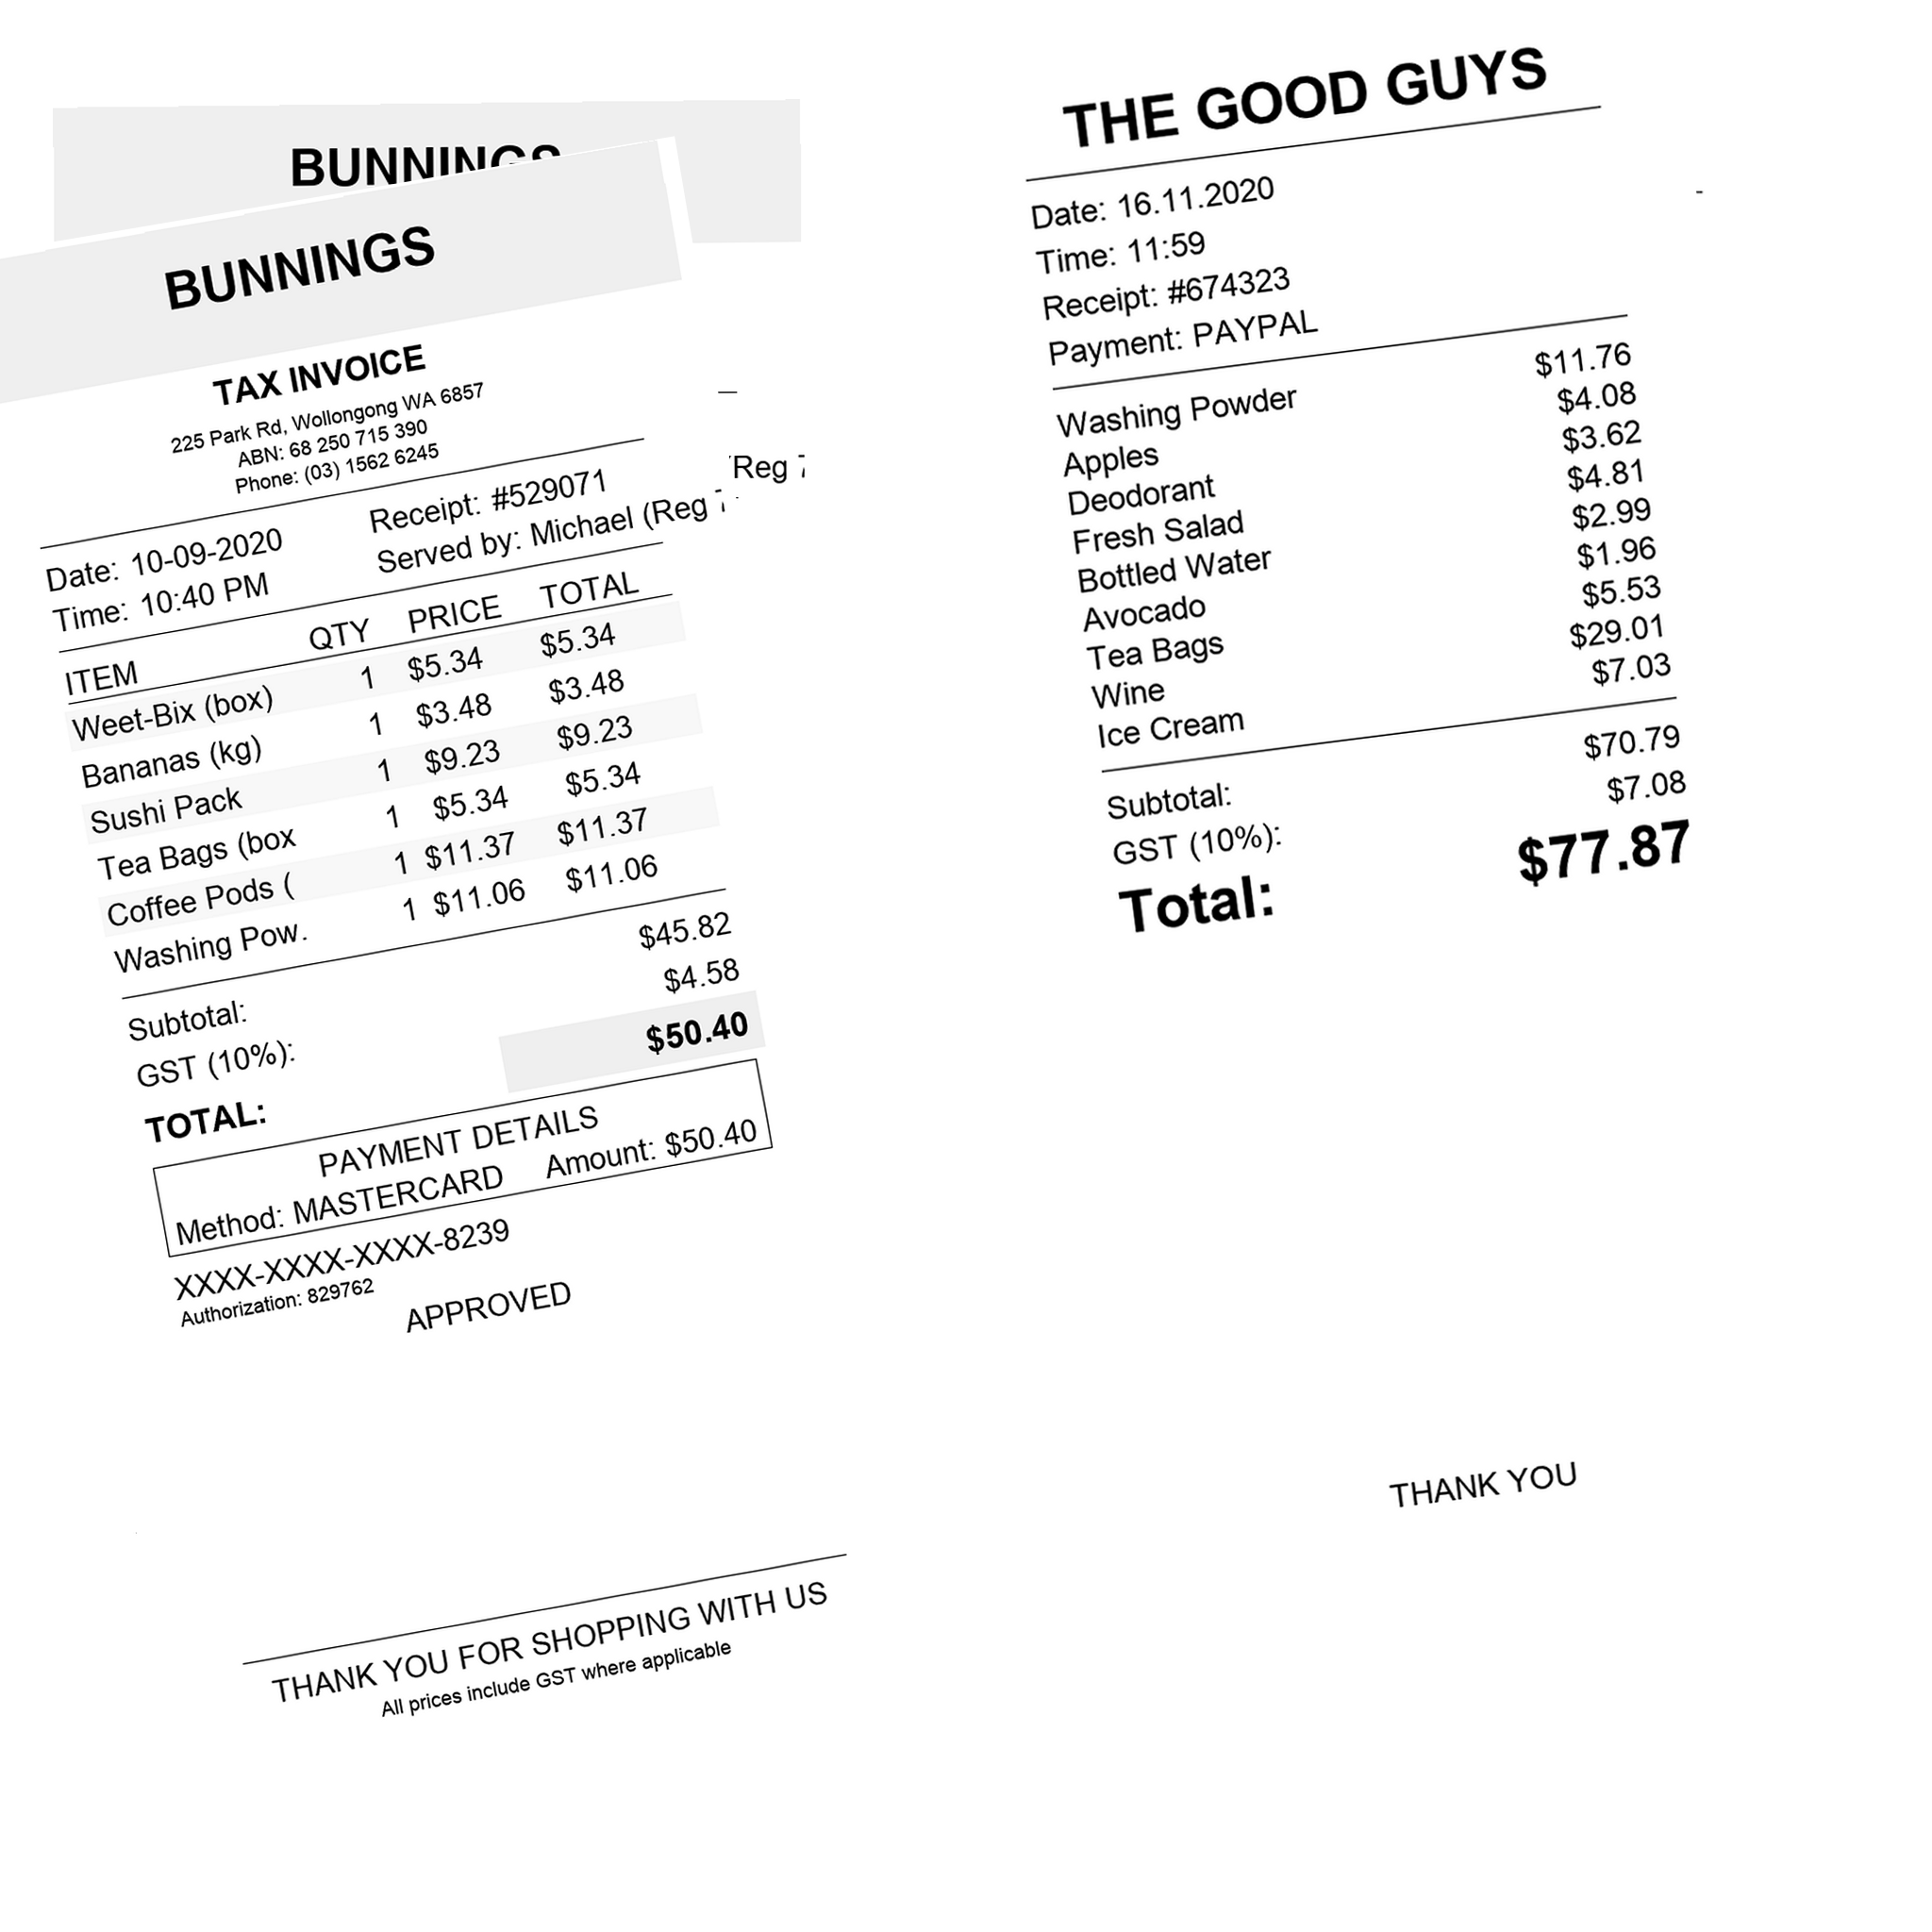 BUNNINGS
BUNNINGS
TAX INVOICE
225 Park Rd, Wollongong WA 6857
ABN: 68 250 715 390
Phone: (03) 1562 6245
Date: 10-09-2020 Receipt: #529071
Time: 10:40 PM Served by: Michael (Reg
(Reg
ITEM QTY PRICE TOTAL
Weet-Bix (box) 1 $5.34 $5.34
Bananas (kg) 1 $3.48 $3.48
Sushi Pack 1 $9.23 $9.23
Tea Bags (box 1 $5.34 $5.34
Coffee Pods ( 1 $11.37 $11.37
Washing Pow. 1 $11.06 $11.06
Subtotal: $45.82
GST (10%): $4.58
TOTAL: $50.40
PAYMENT DETAILS
Method: MASTERCARD Amount: $50.40
XXXX-XXXX-XXXX-8239
Authorization: 829762
APPROVED
THANK YOU FOR SHOPPING WITH US
All prices include GST where applicable
THE GOOD GUYS
Date: 16.11.2020
Time: 11:59
Receipt: #674323
Payment: PAYPAL
Washing Powder $11.76
Apples $4.08
Deodorant $3.62
Fresh Salad $4.81
Bottled Water $2.99
Avocado $1.96
Tea Bags $5.53
Wine $29.01
Ice Cream $7.03
Subtotal: $70.79
GST (10%): $7.08
Total: $77.87
THANK YOU